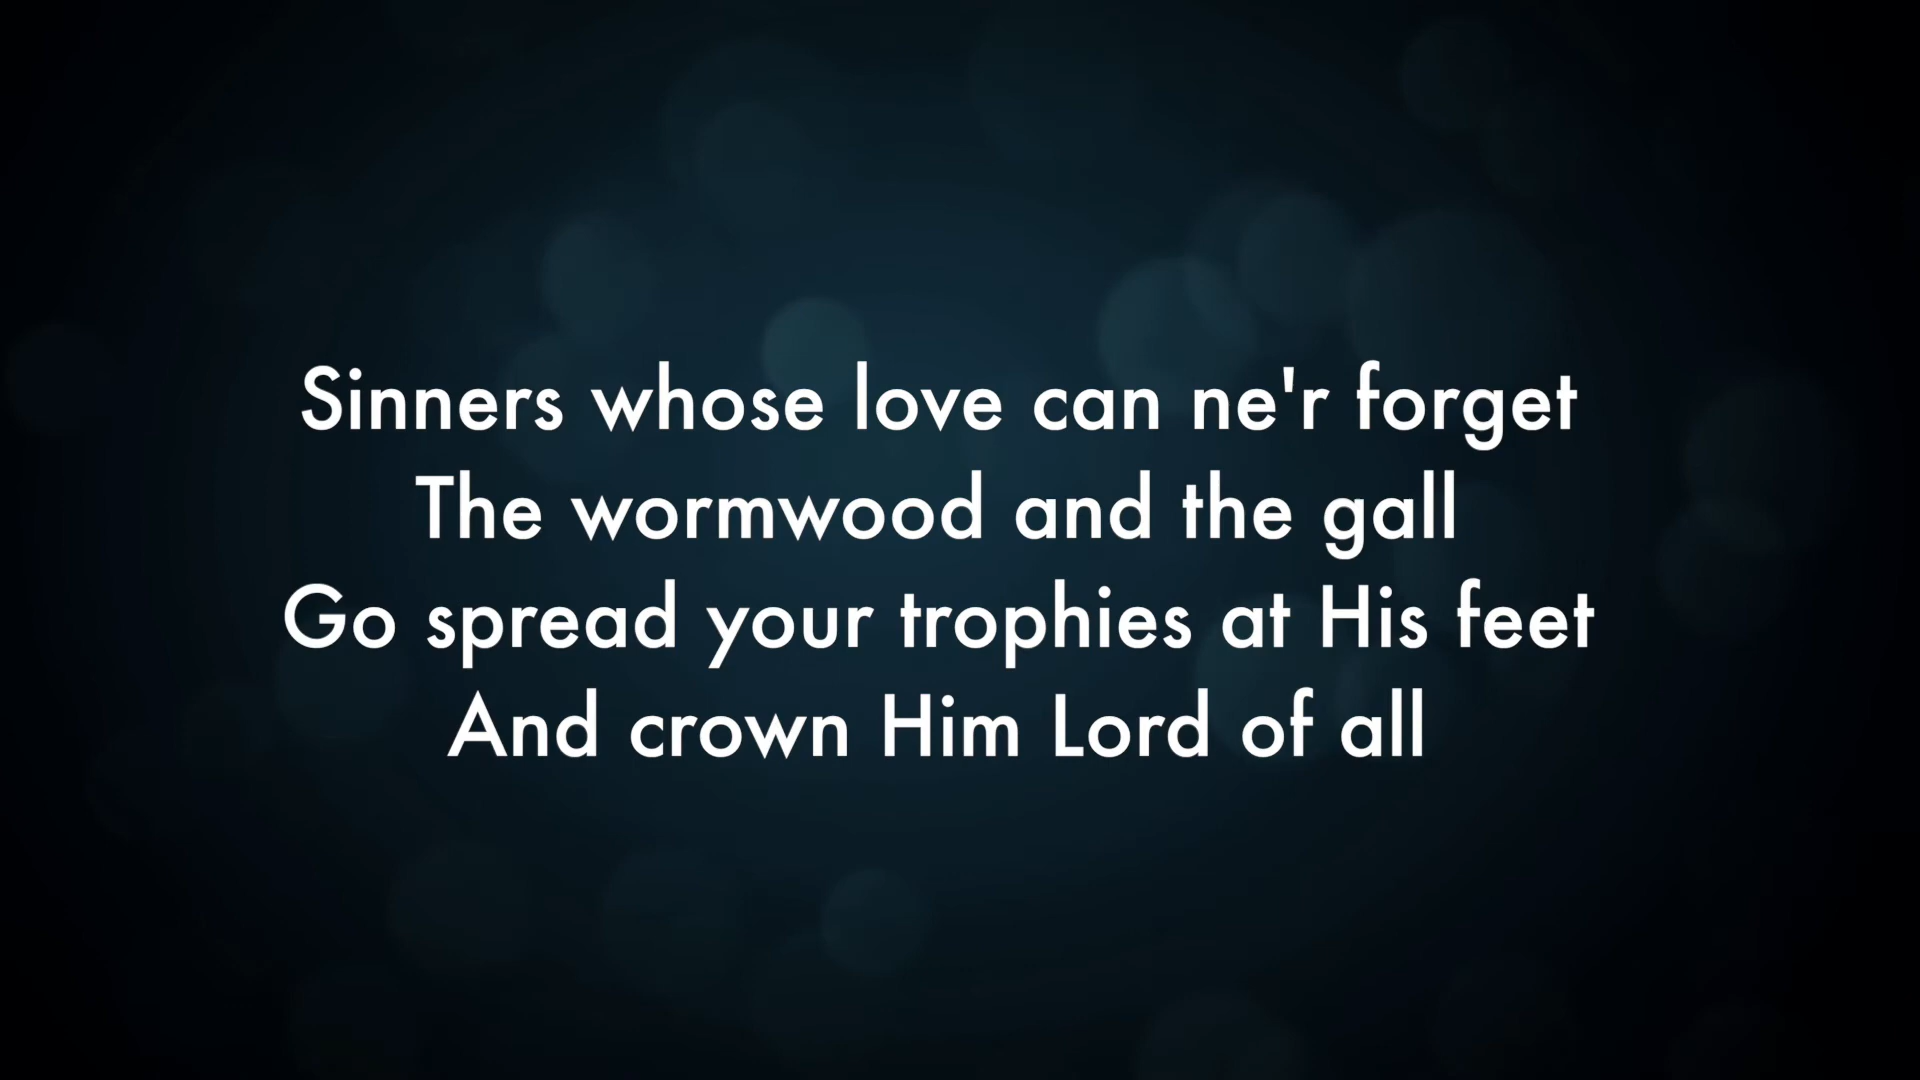 Sinners whose love can ne'r forget
The wormwood and the gall
Go spread your trophies at His feet
And crown Him Lord of all